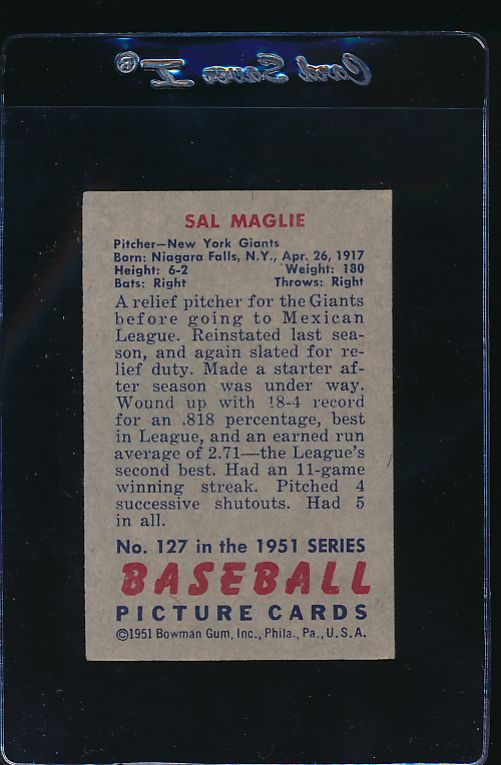 Card Saver I®
SAL MAGLIE
Pitcher—New York Giants
Born: Niagara Falls, N.Y., Apr. 26, 1917
Height: 6-2 Weight: 180
Bats: Right Throws: Right
A relief pitcher for the Giants
before going to Mexican
League. Reinstated last sea-
son, and again slated for re-
lief duty. Made a starter af-
ter season was under way.
Wound up with 18-4 record
for an .818 percentage, best
in League, and an earned run
average of 2.71—the League's
second best. Had an 11-game
winning streak. Pitched 4
successive shutouts. Had 5
in all.
No. 127 in the 1951 SERIES
BASEBALL
PICTURE CARDS
©1951 Bowman Gum, Inc., Phila., Pa., U.S.A.